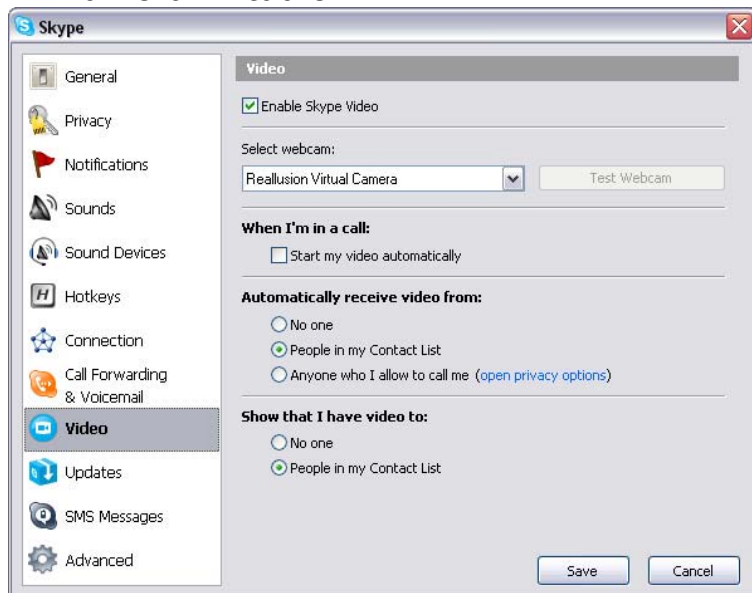 Skype
General
Privacy
Notifications
Sounds
Sound Devices
H Hotkeys
Connection
Call Forwarding
& Voicemail
Video
Updates
SMS Messages
Advanced
Video
Enable Skype Video
Select webcam:
Reallusion Virtual Camera Test Webcam
When I'm in a call:
Start my video automatically
Automatically receive video from:
No one
People in my Contact List
Anyone who I allow to call me (open privacy options)
Show that I have video to:
No one
People in my Contact List
Save Cancel